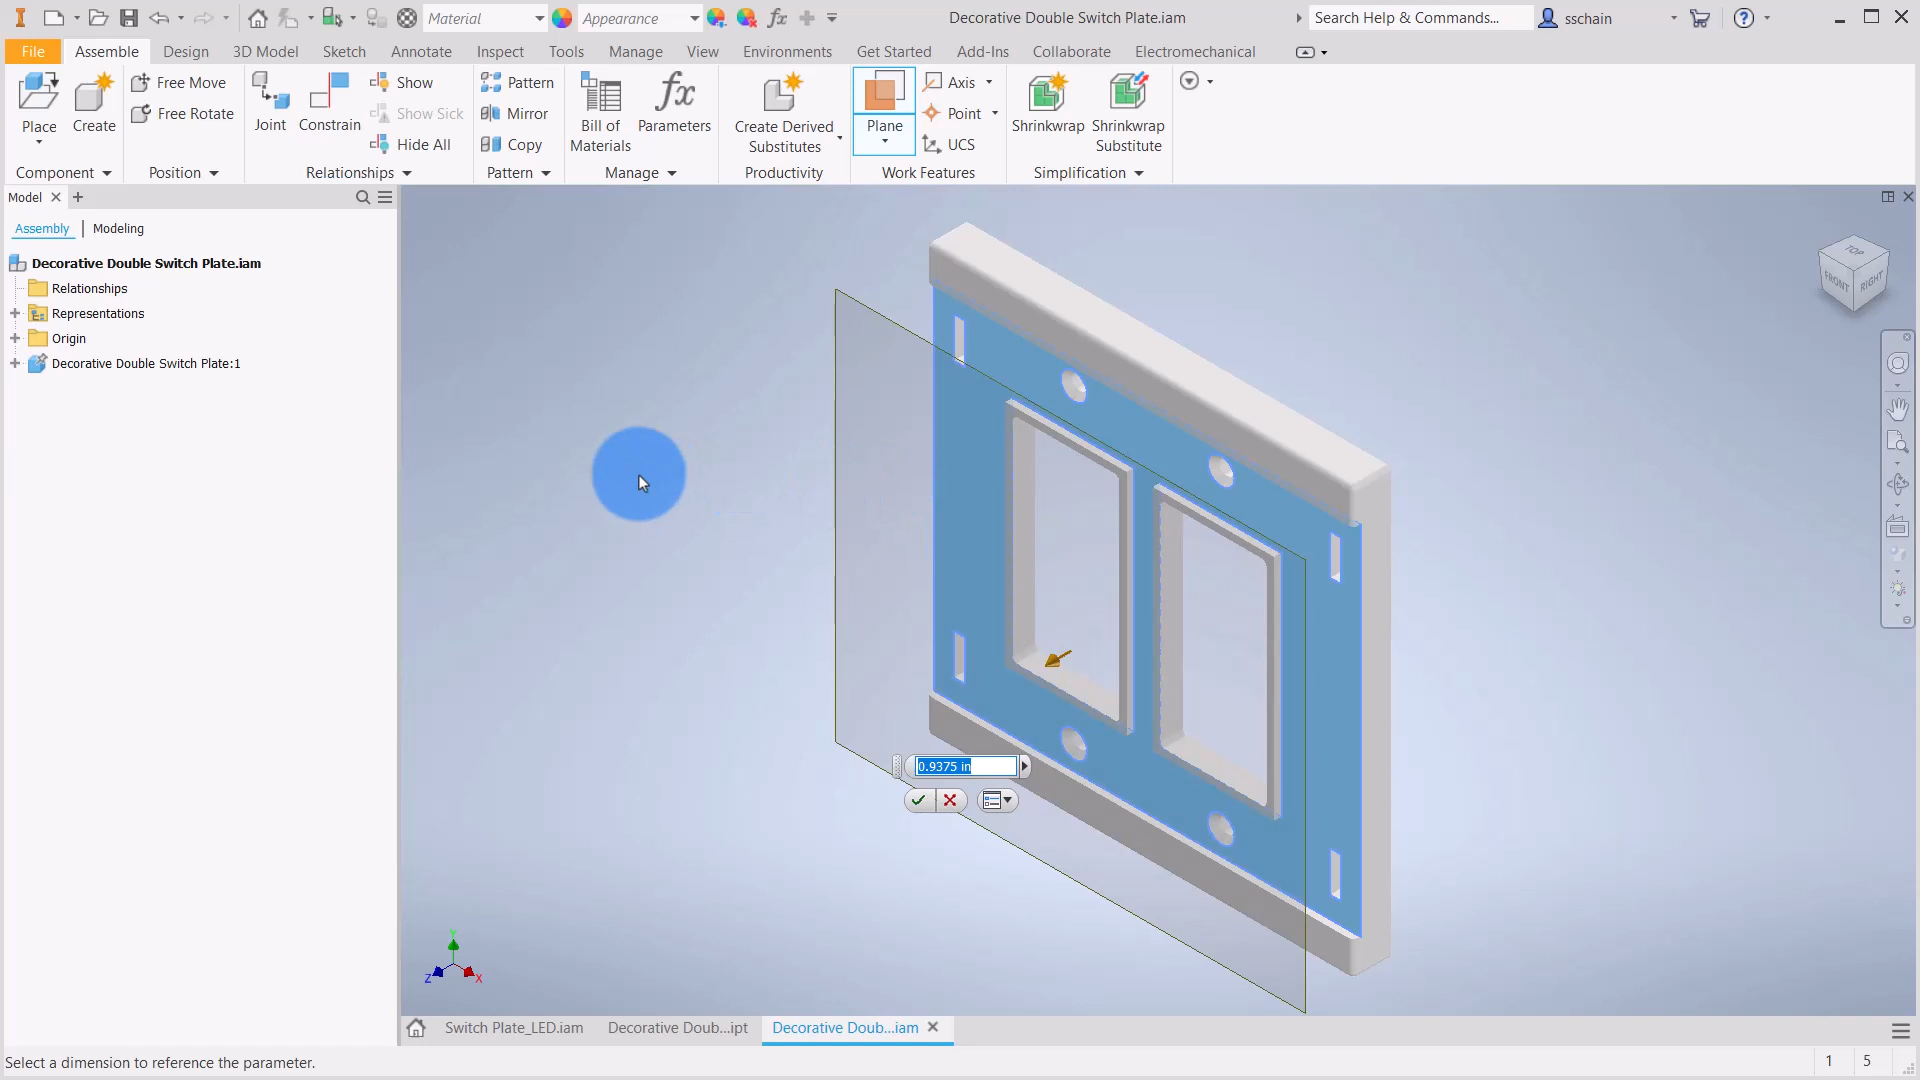 Material
Appearance
Decorative Double Switch Plate.iam
Search Help & Commands...
sschain
File
Assemble
Design
3D Model
Sketch
Annotate
Inspect
Tools
Manage
View
Environments
Get Started
Add-Ins
Collaborate
Electromechanical
Place
Create
Free Move
Free Rotate
Joint
Constrain
Show
Show Sick
Hide All
Pattern
Mirror
Copy
Bill of
Materials
Parameters
Create Derived
Substitutes
Plane
Axis
Point
UCS
Shrinkwrap
Shrinkwrap
Substitute
Component
Position
Relationships
Pattern
Manage
Productivity
Work Features
Simplification
Model
Assembly
Modeling
Decorative Double Switch Plate.iam
Relationships
Representations
Origin
Decorative Double Switch Plate:1
TOP
FRONT
RIGHT
0.9375 in
Y
Z
X
Switch Plate_LED.iam
Decorative Doub...ipt
Decorative Doub...iam
Select a dimension to reference the parameter.
1
5